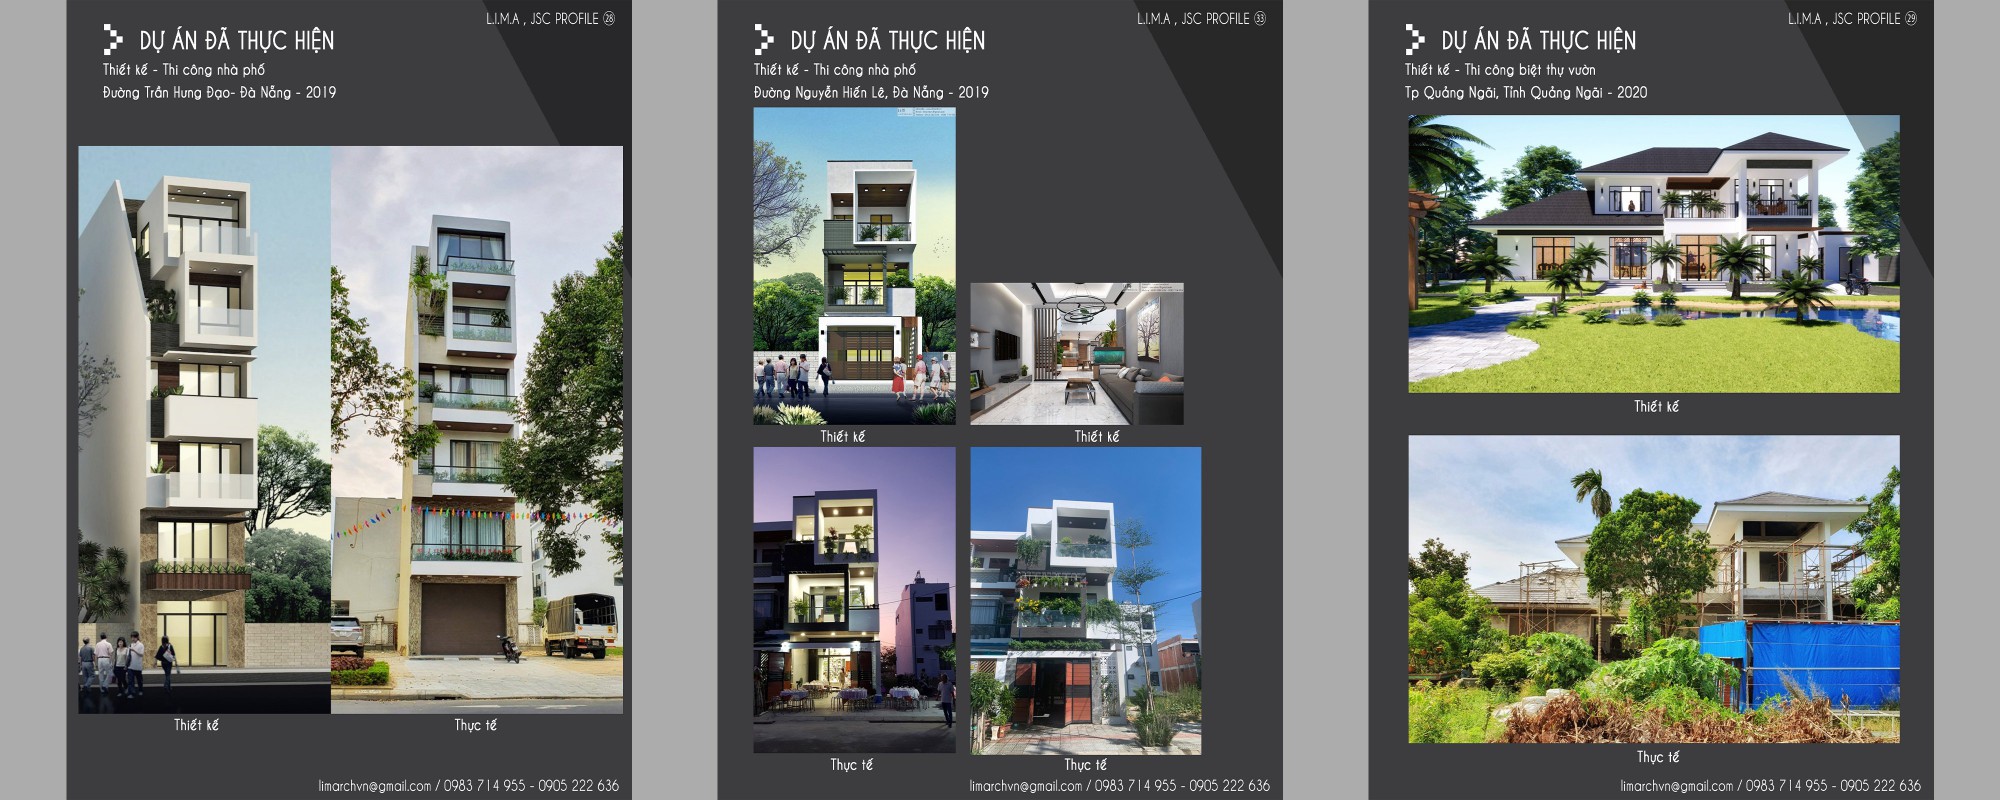 L.I.M.A , JSC PROFILE 28
DỰ ÁN ĐÃ THỰC HIỆN
Thiết kế - Thi công nhà phố
Đường Trần Hưng Đạo- Đà Nẵng - 2019
Thiết kế
Thực tế
limarchvn@gmail.com / 0983 714 955 - 0905 222 636
L.I.M.A , JSC PROFILE 33
DỰ ÁN ĐÃ THỰC HIỆN
Thiết kế - Thi công nhà phố
Đường Nguyễn Hiến Lê, Đà Nẵng - 2019
Thiết kế
Thiết kế
Thực tế
Thực tế
limarchvn@gmail.com / 0983 714 955 - 0905 222 636
L.I.M.A , JSC PROFILE 29
DỰ ÁN ĐÃ THỰC HIỆN
Thiết kế - Thi công biệt thự vườn
Tp Quảng Ngãi, Tỉnh Quảng Ngãi - 2020
Thiết kế
Thực tế
limarchvn@gmail.com / 0983 714 955 - 0905 222 636